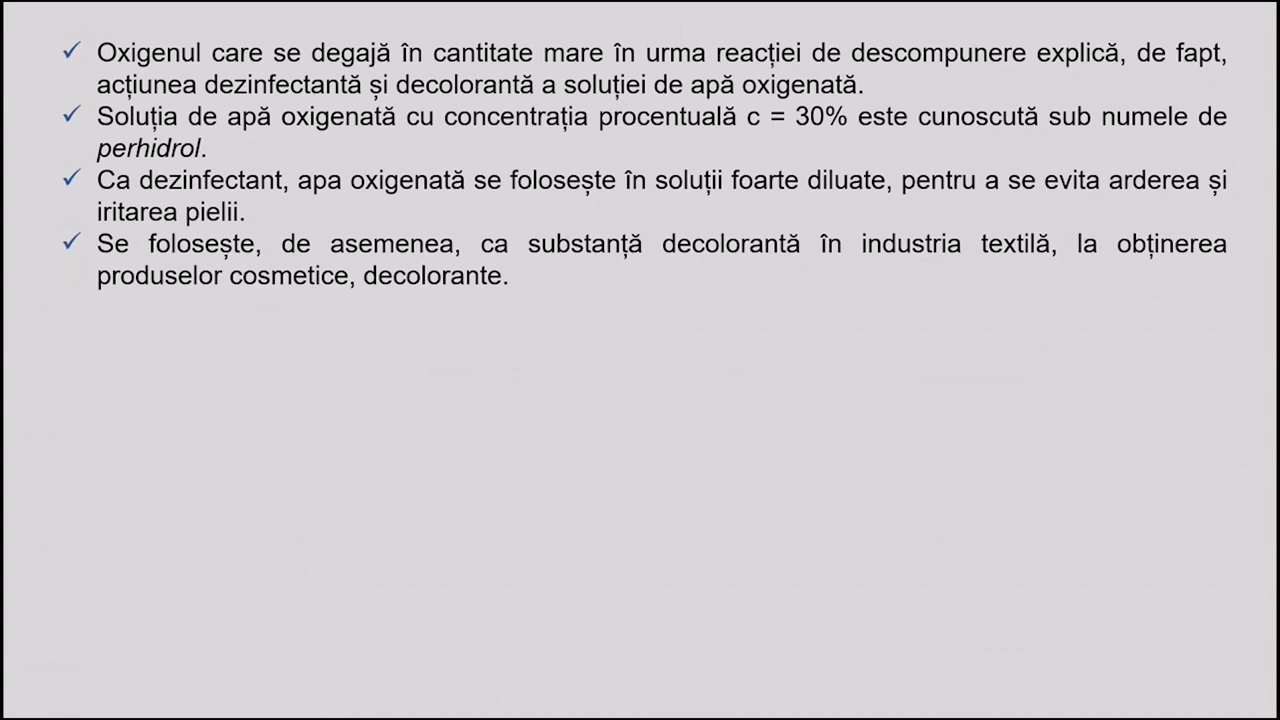 ✓ Oxigenul care se degajă în cantitate mare în urma reacției de descompunere explică, de fapt,
acțiunea dezinfectantă și decolorantă a soluției de apă oxigenată.
✓ Soluția de apă oxigenată cu concentrația procentuală c = 30% este cunoscută sub numele de
perhidrol.
✓ Ca dezinfectant, apa oxigenată se folosește în soluții foarte diluate, pentru a se evita arderea și
iritarea pielii.
✓ Se folosește, de asemenea, ca substanță decolorantă în industria textilă, la obținerea
produselor cosmetice, decolorante.